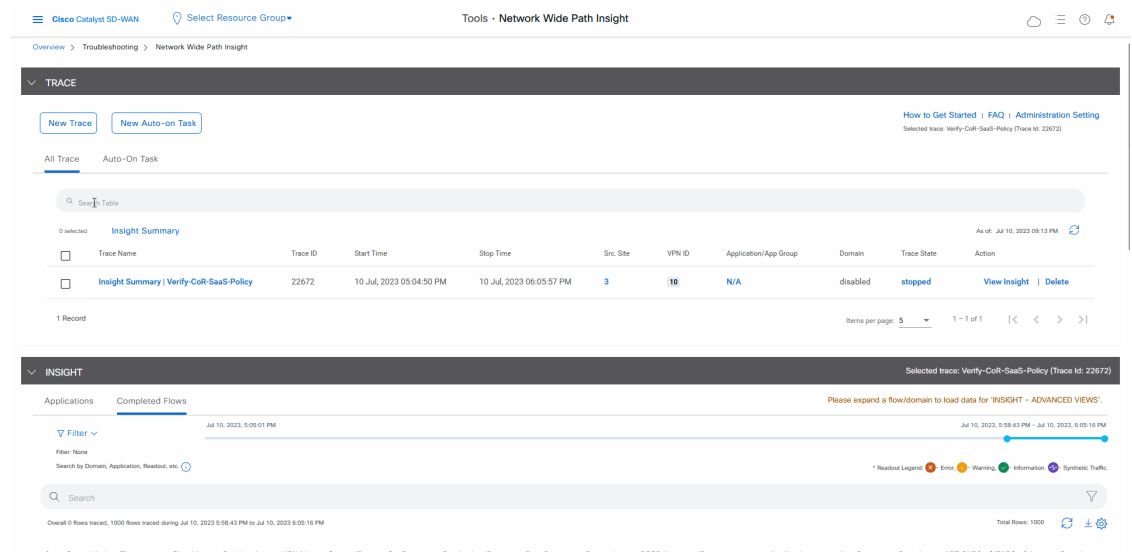 Cisco Catalyst SD-WAN
Select Resource Group▾
Tools · Network Wide Path Insight
Overview > Troubleshooting > Network Wide Path Insight
TRACE
New Trace
New Auto-on Task
How to Get Started | FAQ | Administration Setting
Selected trace: Verify-CoR-SaaS-Policy (Trace Id: 22672)
All Trace
Auto-On Task
Search Table
0 selected
Insight Summary
As of: Jul 10, 2023 09:13 PM
Trace Name Trace ID Start Time Stop Time Src. Site VPN ID Application/App Group Domain Trace State Action
Insight Summary | Verify-CoR-SaaS-Policy 22672 10 Jul, 2023 05:04:50 PM 10 Jul, 2023 06:05:57 PM 3 10 N/A disabled stopped View Insight | Delete
1 Record
Items per page: 5
1 – 1 of 1
INSIGHT
Selected trace: Verify-CoR-SaaS-Policy (Trace Id: 22672)
Applications
Completed Flows
Please expand a flow/domain to load data for 'INSIGHT - ADVANCED VIEWS'.
Filter
Jul 10, 2023, 5:05:01 PM
Jul 10, 2023, 5:58:43 PM - Jul 10, 2023, 6:05:16 PM
Filter: None
Search by Domain, Application, Readout, etc.
* Readout Legend: - Error, - Warning, - Information, - Synthetic Traffic.
Search
Overall 0 flows traced, 1000 flows traced during Jul 10, 2023 5:58:43 PM to Jul 10, 2023 6:05:16 PM
Total Rows: 1000